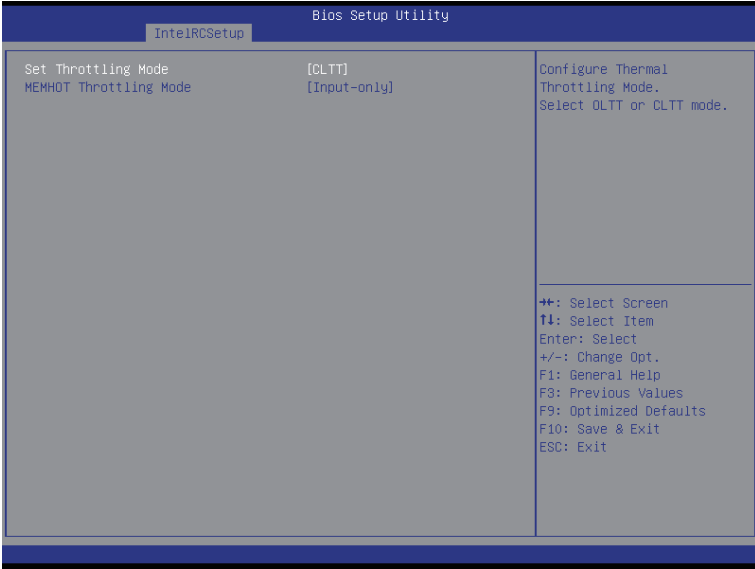 Bios Setup Utility
IntelRCSetup
Set Throttling Mode [CLTT]
MEMHOT Throttling Mode [Input-only]
Configure Thermal
Throttling Mode.
Select OLTT or CLTT mode.
→←: Select Screen
↑↓: Select Item
Enter: Select
+/-: Change Opt.
F1: General Help
F3: Previous Values
F9: Optimized Defaults
F10: Save & Exit
ESC: Exit